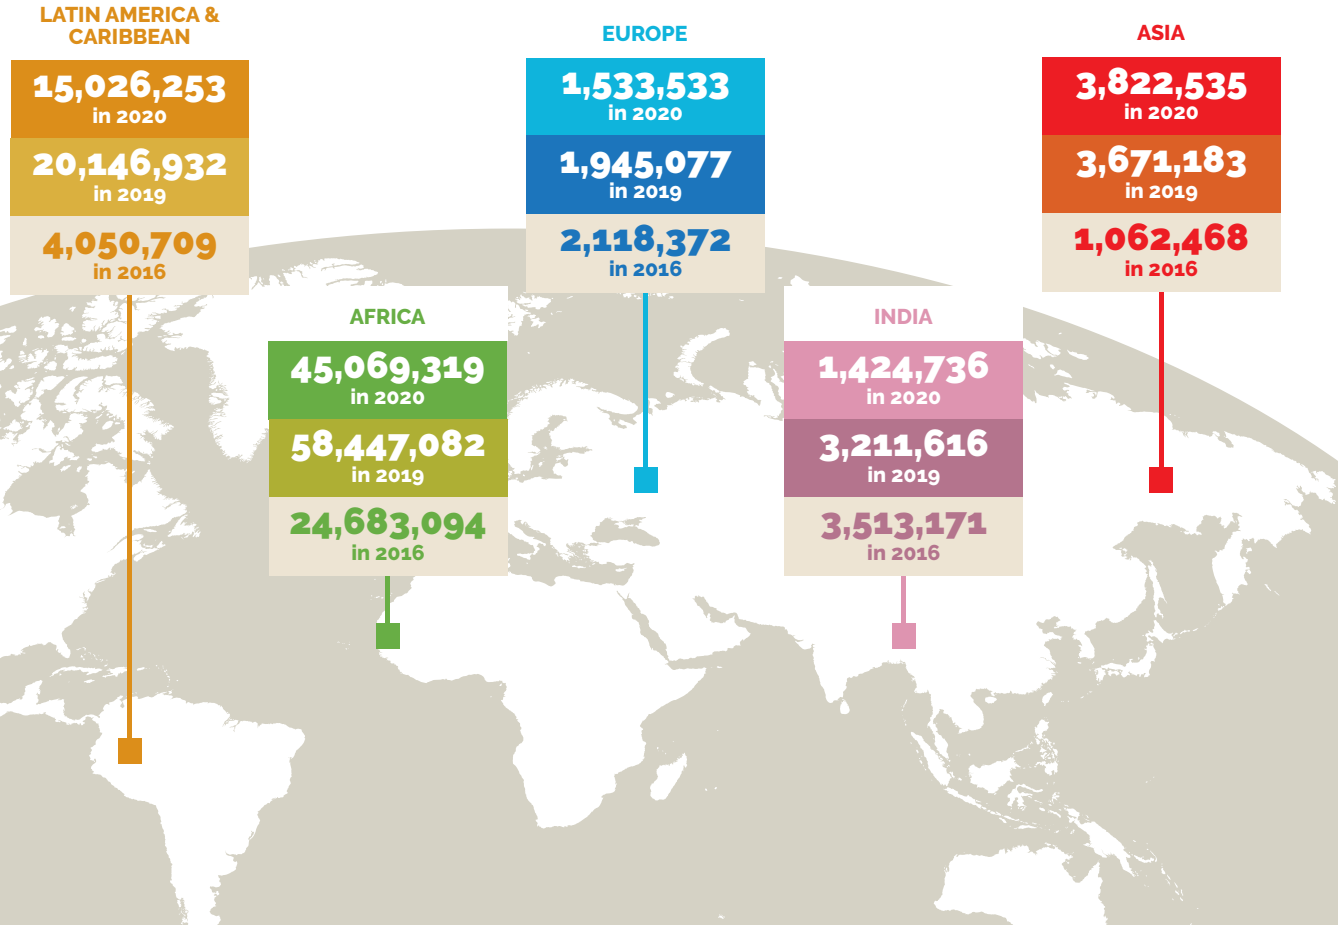 LATIN AMERICA &
CARIBBEAN
15,026,253
in 2020
20,146,932
in 2019
4,050,709
in 2016
AFRICA
45,069,319
in 2020
58,447,082
in 2019
24,683,094
in 2016
EUROPE
1,533,533
in 2020
1,945,077
in 2019
2,118,372
in 2016
INDIA
1,424,736
in 2020
3,211,616
in 2019
3,513,171
in 2016
ASIA
3,822,535
in 2020
3,671,183
in 2019
1,062,468
in 2016